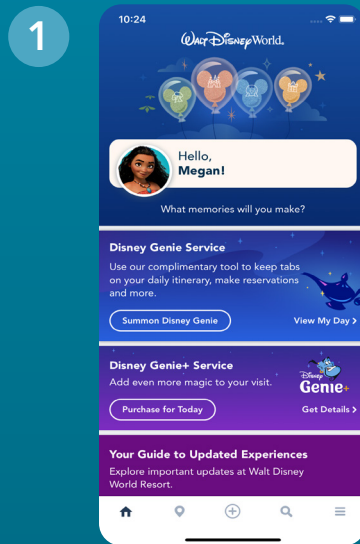 1
10:24
Walt Disney World.
Hello,
Megan!
What memories will you make?
Disney Genie Service
Use our complimentary tool to keep tabs
on your daily itinerary, make reservations
and more.
Summon Disney Genie
View My Day >
Disney Genie+ Service
Add even more magic to your visit.
Disney
Genie+
Purchase for Today
Get Details >
Your Guide to Updated Experiences
Explore important updates at Walt Disney
World Resort.